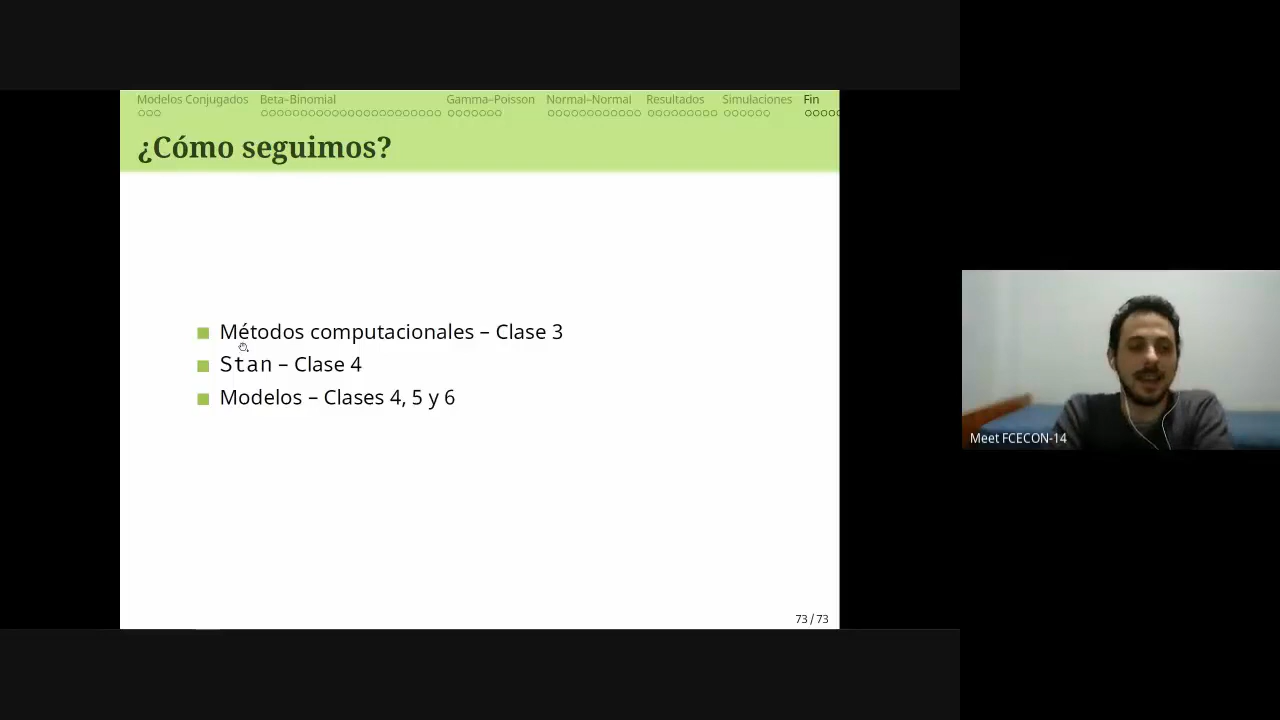 Modelos Conjugados Beta–Binomial Gamma–Poisson Normal–Normal Resultados Simulaciones Fin
¿Cómo seguimos?
Métodos computacionales – Clase 3
Stan – Clase 4
Modelos – Clases 4, 5 y 6
Meet FCECON-14
73 / 73